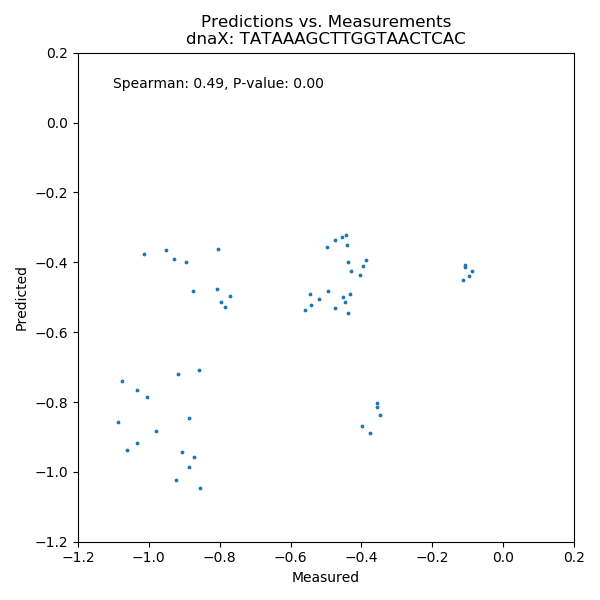 Predictions vs. Measurements
dnaX: TATAAAGCTTGGTAACTCAC
Spearman: 0.49, P-value: 0.00
0.2
0.0
−0.2
−0.4
−0.6
−0.8
−1.0
−1.2
Predicted
−1.2 −1.0 −0.8 −0.6 −0.4 −0.2 0.0 0.2
Measured